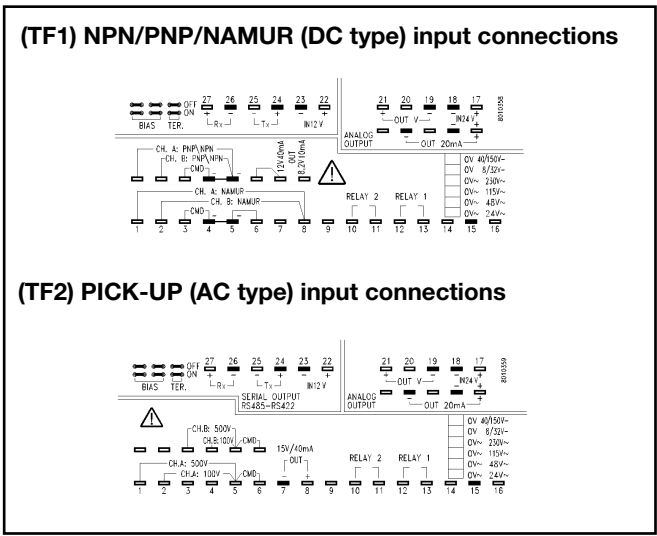 (TF1) NPN/PNP/NAMUR (DC type) input connections
27 26 25 24 23 22
OFF
ON
+ - - + - +
BIAS TER. Rx Tx IN12 V
21 20 19 18 17
+ - - +
OUT V IN24 V
ANALOG
OUTPUT
- - +
OUT 20mA
8010358
CH. A: PNP\NPN
CH. B: PNP\NPN
CMD
- -
12V40mA
OUT
8.2V10mA
CH. A: NAMUR
CH. B: NAMUR
CMD
- -
RELAY 2 RELAY 1
0V 40/150V-
0V 8/32V-
0V~ 230V~
0V~ 115V~
0V~ 48V~
0V~ 24V~
1 2 3 4 5 6 7 8 9 10 11 12 13 14 15 16
(TF2) PICK-UP (AC type) input connections
27 26 25 24 23 22
OFF
ON
+ - - + - +
BIAS TER. Rx Tx IN12 V
SERIAL OUTPUT
RS485-RS422
21 20 19 18 17
+ - - +
OUT V IN24 V
ANALOG
OUTPUT
- - +
OUT 20mA
8010359
CH.B: 500V
CH.B:100V CMD
CH.A: 500V
CH.A: 100V CMD
15V/40mA
OUT
- +
RELAY 2 RELAY 1
0V 40/150V-
0V 8/32V-
0V~ 230V~
0V~ 115V~
0V~ 48V~
0V~ 24V~
1 2 3 4 5 6 7 8 9 10 11 12 13 14 15 16